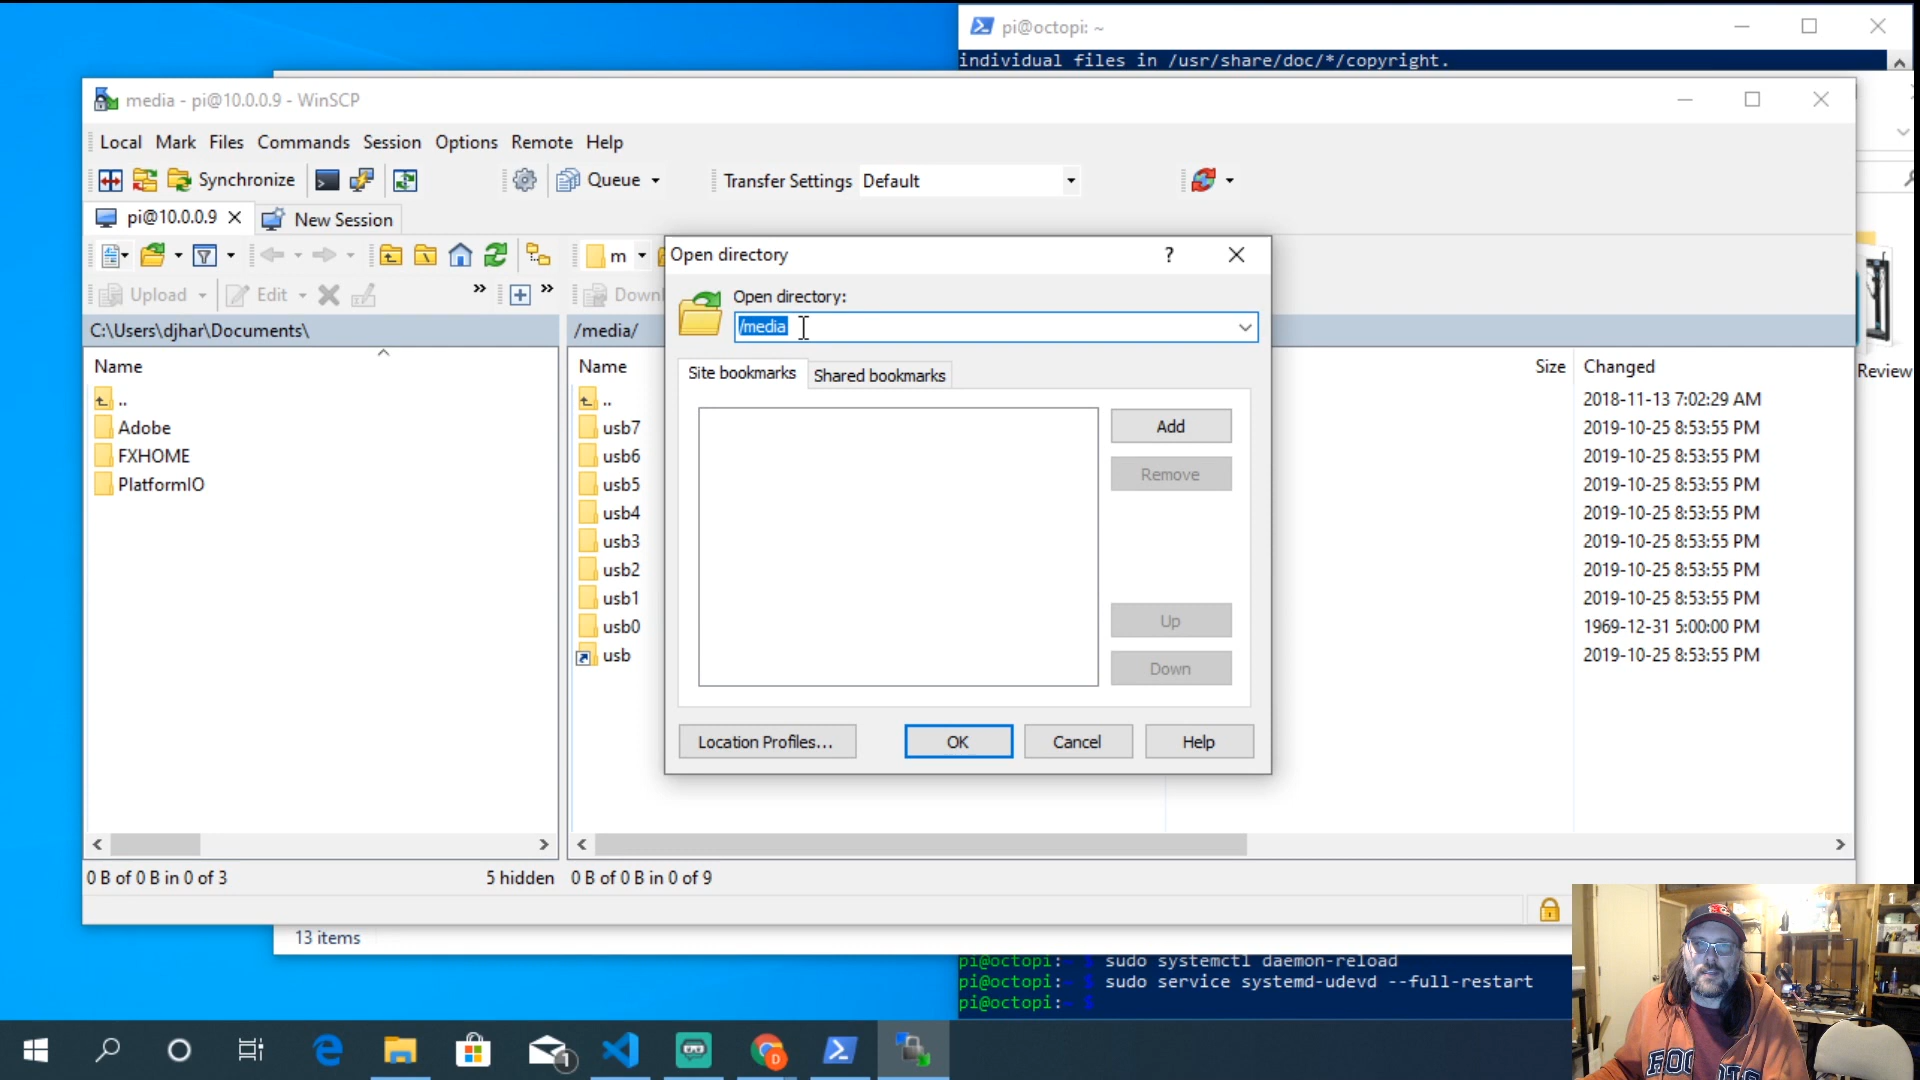 pi@octopi: ~
individual files in /usr/share/doc/*/copyright.
media - pi@10.0.0.9 - WinSCP
Local Mark Files Commands Session Options Remote Help
Synchronize Queue Transfer Settings Default
pi@10.0.0.9 New Session
m
Upload Edit Downl
C:\Users\djhar\Documents\
/media/
Name
..
Adobe
FXHOME
PlatformIO
Name
..
usb7
usb6
usb5
usb4
usb3
usb2
usb1
usb0
usb
Open directory
?
Open directory:
/media
Site bookmarks Shared bookmarks
Add
Remove
Up
Down
Location Profiles... OK Cancel Help
Size Changed
2018-11-13 7:02:29 AM
2019-10-25 8:53:55 PM
2019-10-25 8:53:55 PM
2019-10-25 8:53:55 PM
2019-10-25 8:53:55 PM
2019-10-25 8:53:55 PM
2019-10-25 8:53:55 PM
2019-10-25 8:53:55 PM
1969-12-31 5:00:00 PM
2019-10-25 8:53:55 PM
Review
0 B of 0 B in 0 of 3 5 hidden 0 B of 0 B in 0 of 9
13 items
pi@octopi:~ $ sudo systemctl daemon-reload
pi@octopi:~ $ sudo service systemd-udevd --full-restart
pi@octopi:~ $
1
D